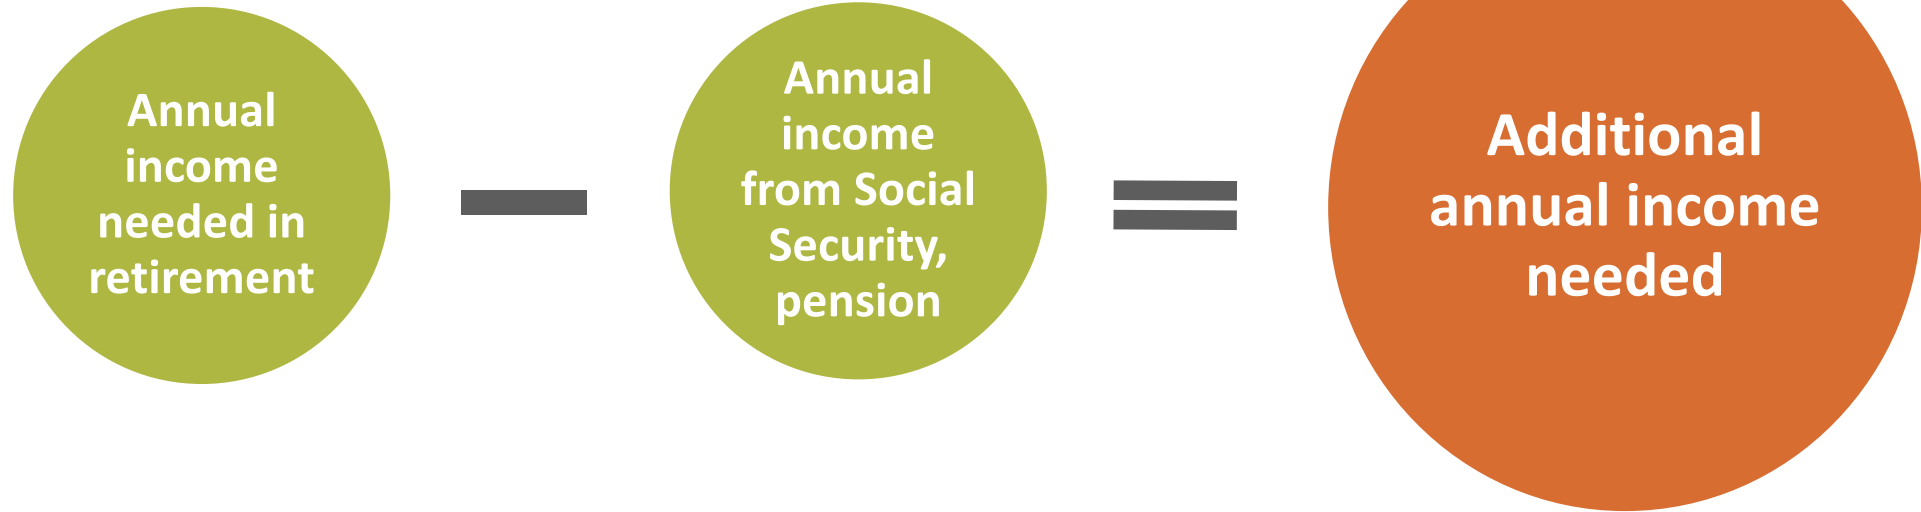 Annual
income
needed in
retirement
Annual
income
from Social
Security,
pension
Additional
annual income
needed